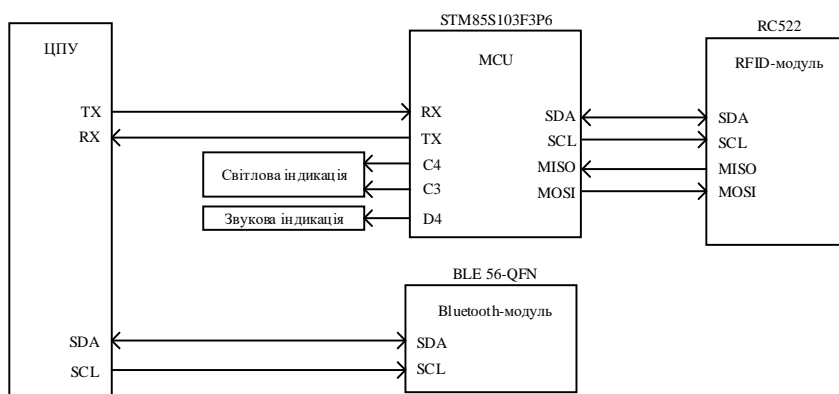 STM85S103F3P6
RC522
ЦПУ
MCU
RFID-модуль
TX
RX
RX
TX
C4
C3
D4
SDA
SCL
MISO
MOSI
SDA
SCL
MISO
MOSI
Світлова індикація
Звукова індикація
BLE 56-QFN
Bluetooth-модуль
SDA
SCL
SDA
SCL